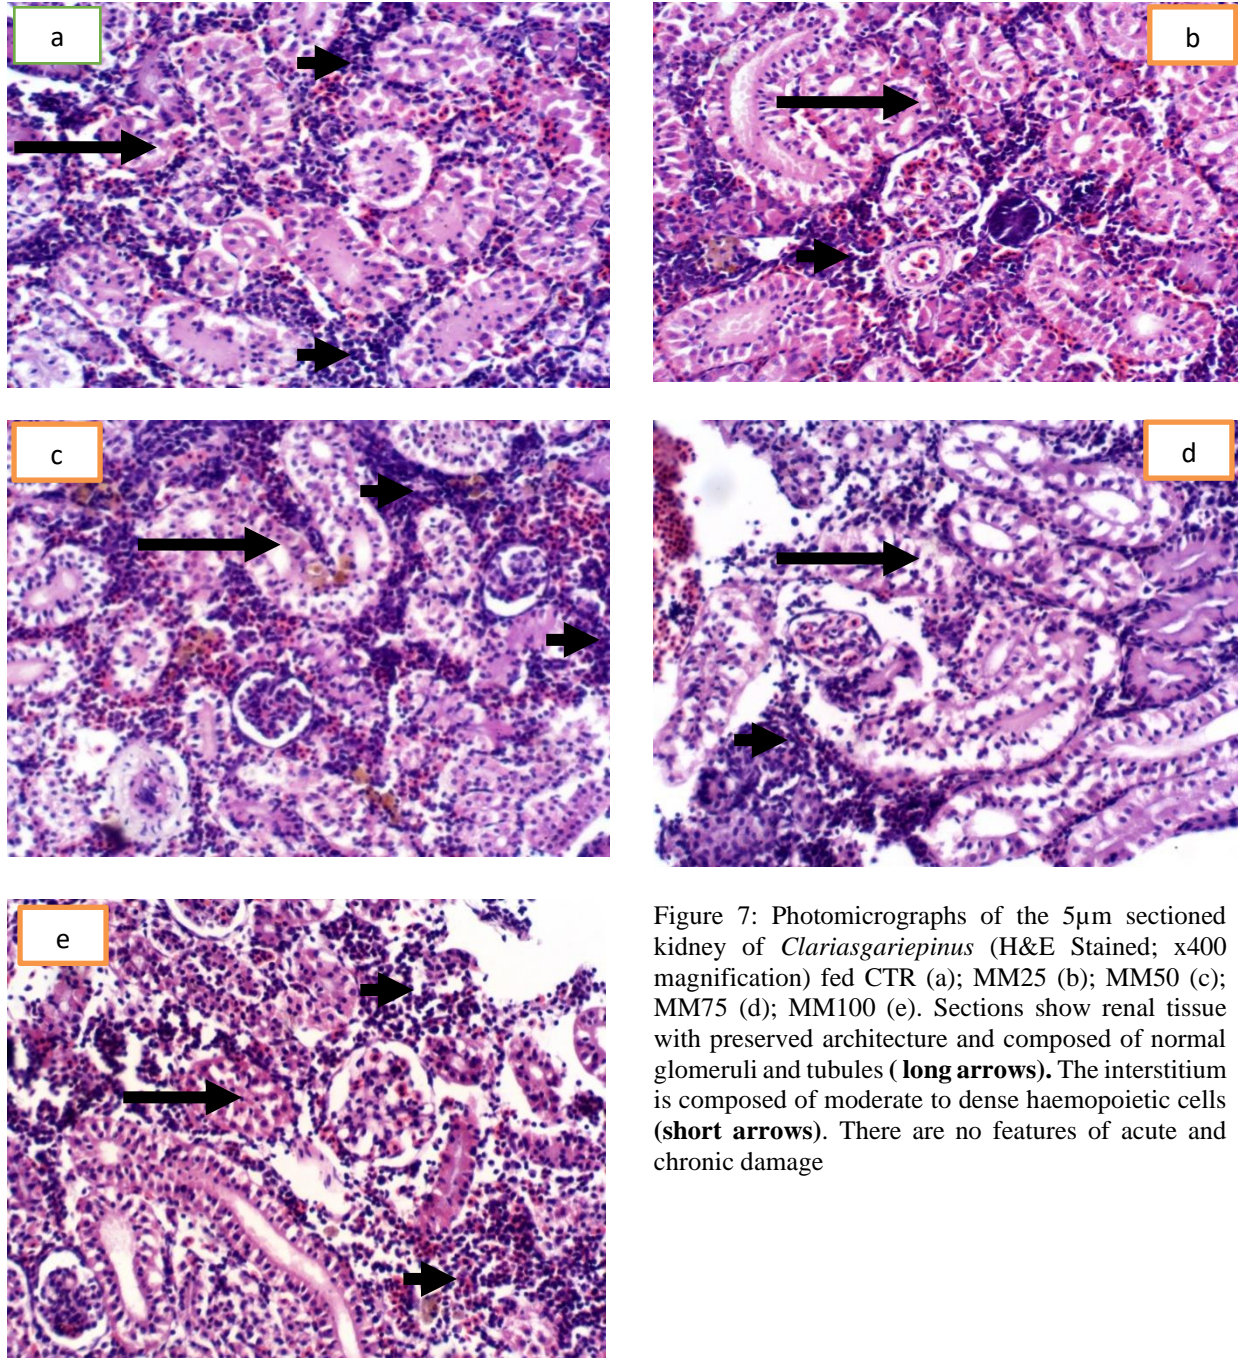 a
b
c
d
e
Figure 7: Photomicrographs of the 5µm sectioned
kidney of Clariasgariepinus (H&E Stained; x400
magnification) fed CTR (a); MM25 (b); MM50 (c);
MM75 (d); MM100 (e). Sections show renal tissue
with preserved architecture and composed of normal
glomeruli and tubules ( long arrows). The interstitium
is composed of moderate to dense haemopoietic cells
(short arrows). There are no features of acute and
chronic damage